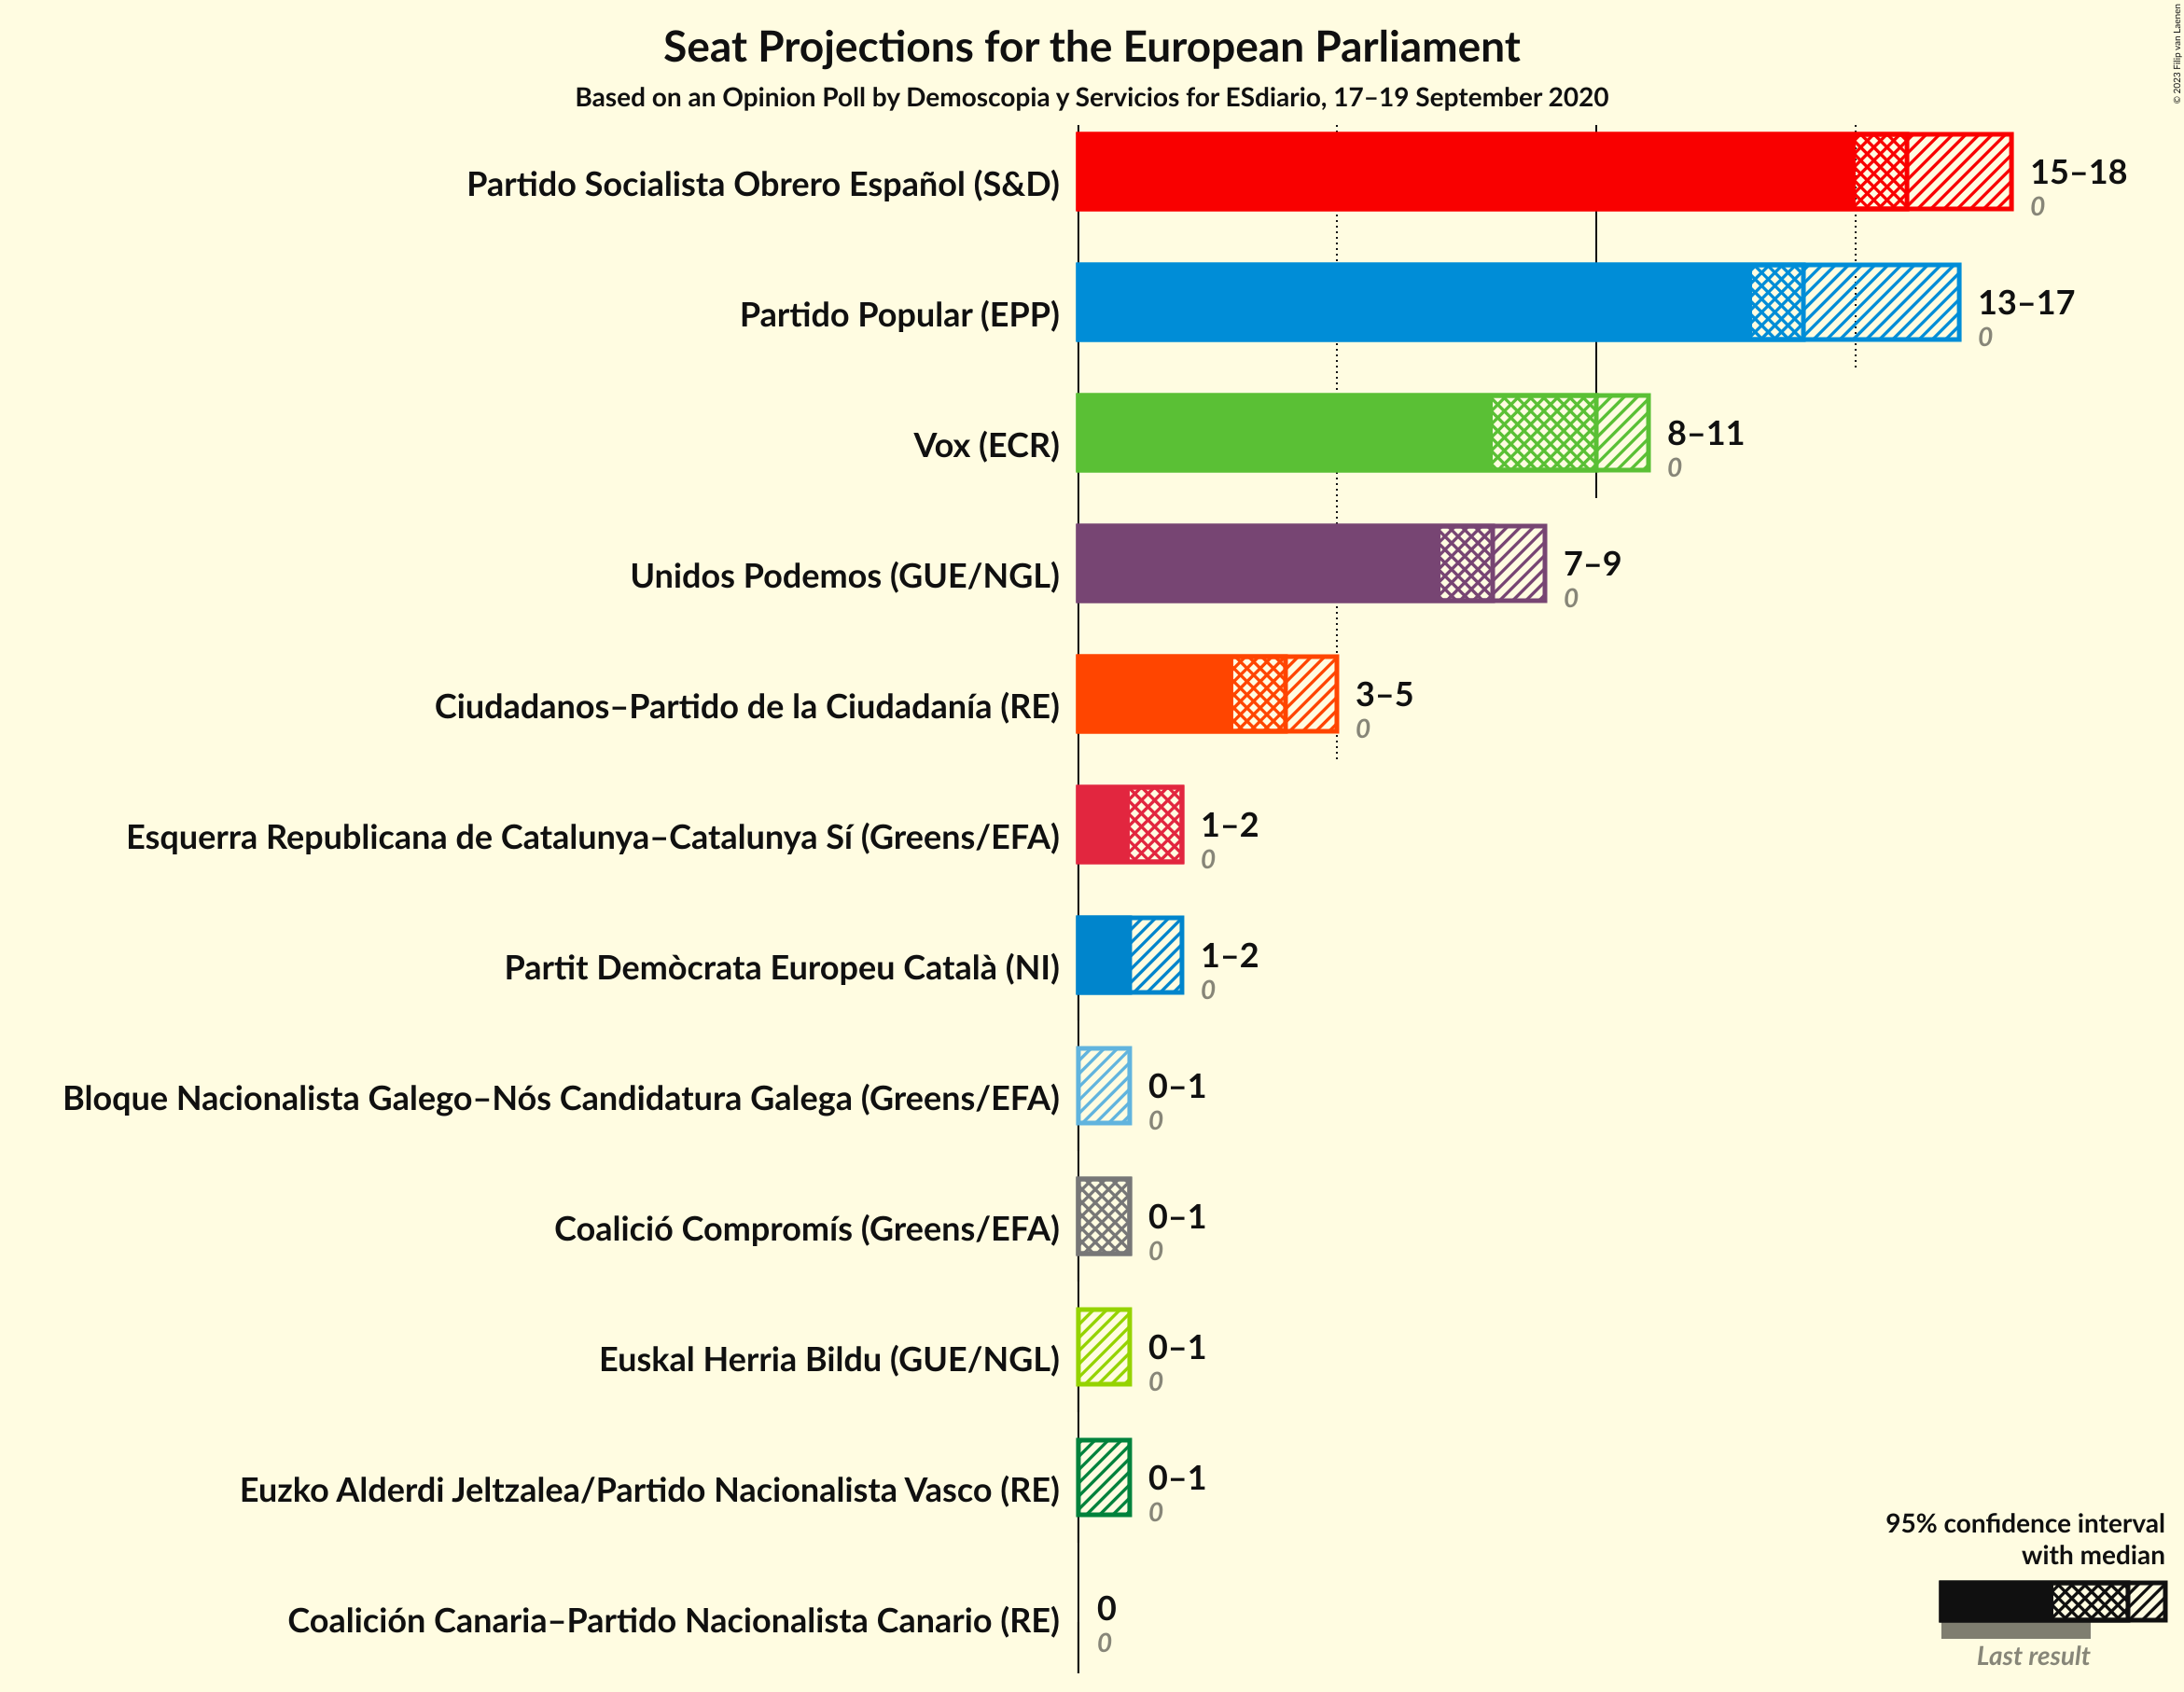 © 2023 Filip van Laenen
Seat Projections for the European Parliament
Based on an Opinion Poll by Demoscopia y Servicios for ESdiario, 17–19 September 2020
Partido Socialista Obrero Español (S&D)
15–18
0
Partido Popular (EPP)
13–17
0
Vox (ECR)
8–11
0
Unidos Podemos (GUE/NGL)
7–9
0
Ciudadanos–Partido de la Ciudadanía (RE)
3–5
0
Esquerra Republicana de Catalunya–Catalunya Sí (Greens/EFA)
1–2
0
Partit Demòcrata Europeu Català (NI)
1–2
0
Bloque Nacionalista Galego–Nós Candidatura Galega (Greens/EFA)
0–1
0
Coalició Compromís (Greens/EFA)
0–1
0
Euskal Herria Bildu (GUE/NGL)
0–1
0
Euzko Alderdi Jeltzalea/Partido Nacionalista Vasco (RE)
0–1
0
Coalición Canaria–Partido Nacionalista Canario (RE)
0
0
95% confidence interval
with median
Last result